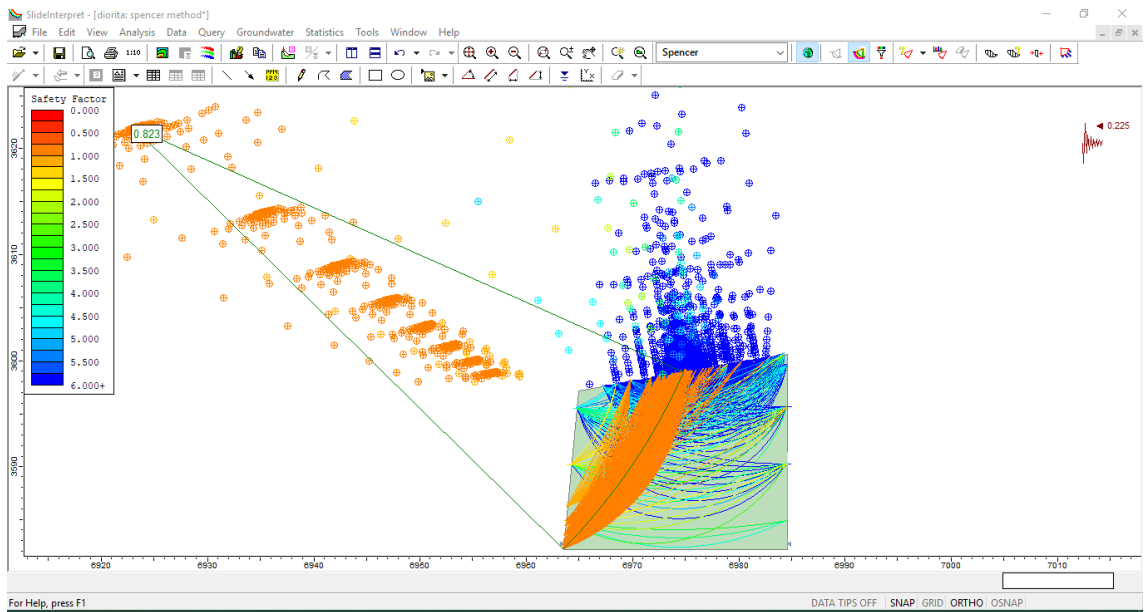 SlideInterpret - [diorita: spencer method*]
File Edit View Analysis Data Query Groundwater Statistics Tools Window Help
1:10
Spencer
Safety Factor
0.000
0.500
1.000
1.500
2.000
2.500
3.000
3.500
4.000
4.500
5.000
5.500
6.000+
0.823
0.225
3620
3610
3600
3590
6920 6930 6940 6950 6960 6970 6980 6990 7000 7010
For Help, press F1
DATA TIPS OFF SNAP GRID ORTHO OSNAP